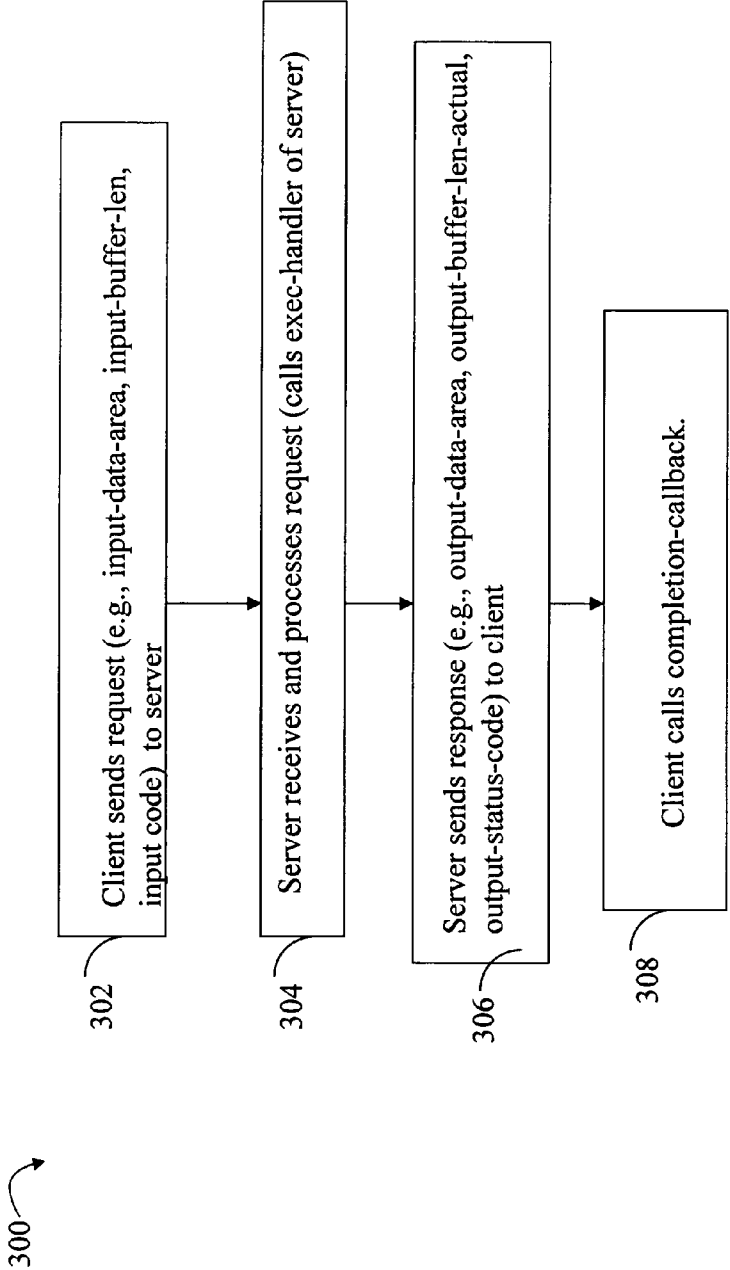 300
302
Client sends request (e.g., input-data-area, input-buffer-len,
input code) to server
304
Server receives and processes request (calls exec-handler of server)
306
Server sends response (e.g., output-data-area, output-buffer-len-actual,
output-status-code) to client
308
Client calls completion-callback.